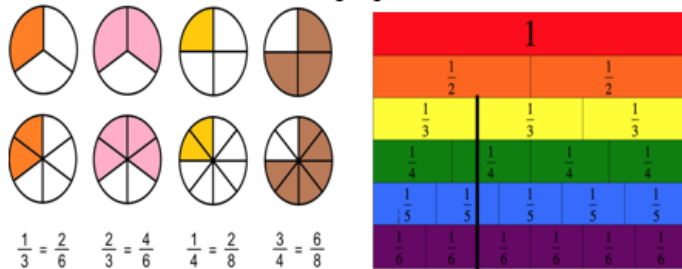 1/3 = 2/6 2/3 = 4/6 1/4 = 2/8 3/4 = 6/8
1
1/2 1/2
1/3 1/3 1/3
1/4 1/4 1/4 1/4
1/5 1/5 1/5 1/5 1/5
1/6 1/6 1/6 1/6 1/6 1/6